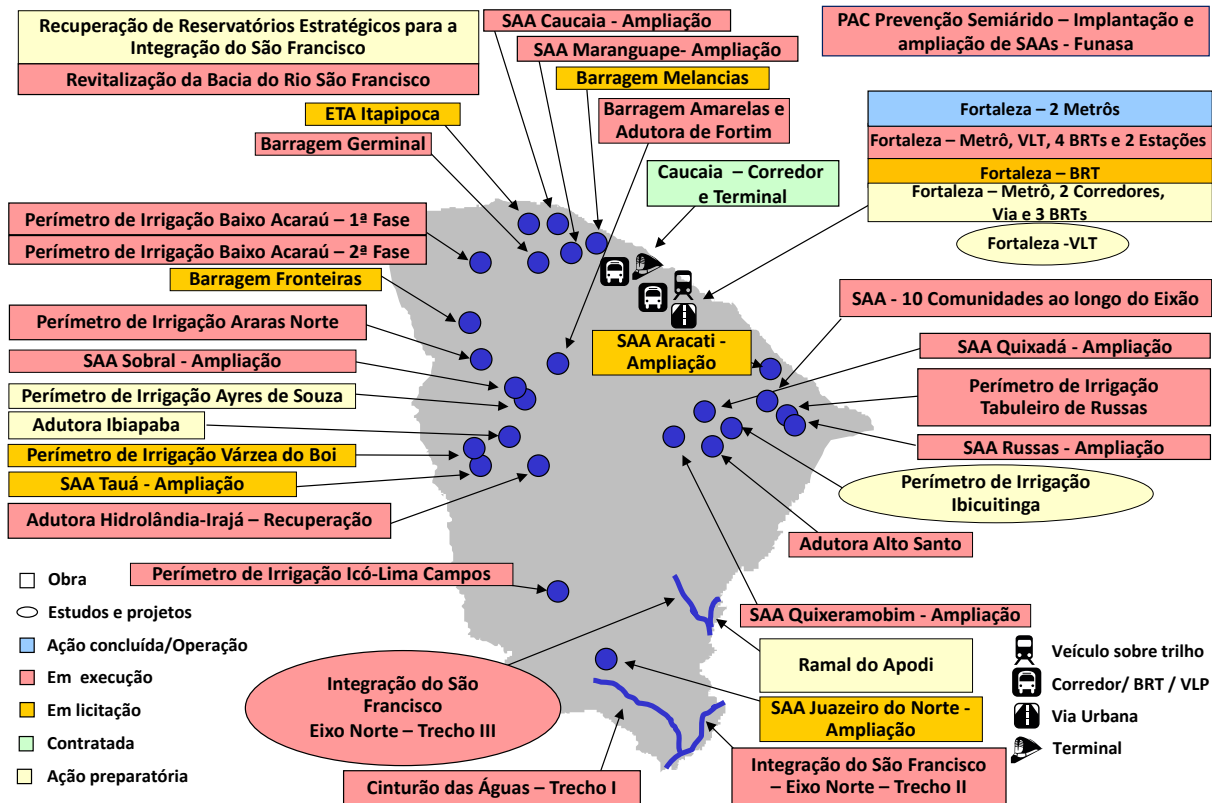 Recuperação de Reservatórios Estratégicos para a
Integração do São Francisco
Revitalização da Bacia do Rio São Francisco
SAA Caucaia - Ampliação
SAA Maranguape- Ampliação
Barragem Melancias
Barragem Amarelas e
Adutora de Fortim
ETA Itapipoca
Barragem Germinal
PAC Prevenção Semiárido – Implantação e
ampliação de SAAs - Funasa
Fortaleza – 2 Metrôs
Fortaleza – Metrô, VLT, 4 BRTs e 2 Estações
Fortaleza – BRT
Fortaleza – Metrô, 2 Corredores,
Via e 3 BRTs
Fortaleza -VLT
Caucaia – Corredor
e Terminal
Perímetro de Irrigação Baixo Acaraú – 1ª Fase
Perímetro de Irrigação Baixo Acaraú – 2ª Fase
Barragem Fronteiras
Perímetro de Irrigação Araras Norte
SAA Sobral - Ampliação
Perímetro de Irrigação Ayres de Souza
Adutora Ibiapaba
Perímetro de Irrigação Várzea do Boi
SAA Tauá - Ampliação
Adutora Hidrolândia-Irajá – Recuperação
Perímetro de Irrigação Icó-Lima Campos
SAA Aracati -
Ampliação
SAA - 10 Comunidades ao longo do Eixão
SAA Quixadá - Ampliação
Perímetro de Irrigação
Tabuleiro de Russas
SAA Russas - Ampliação
Perímetro de Irrigação
Ibicuitinga
Adutora Alto Santo
SAA Quixeramobim - Ampliação
Ramal do Apodi
SAA Juazeiro do Norte -
Ampliação
Integração do São Francisco
– Eixo Norte – Trecho II
Integração do São
Francisco
Eixo Norte – Trecho III
Cinturão das Águas – Trecho I
Obra
Estudos e projetos
Ação concluída/Operação
Em execução
Em licitação
Contratada
Ação preparatória
Veículo sobre trilho
Corredor/ BRT / VLP
Via Urbana
Terminal